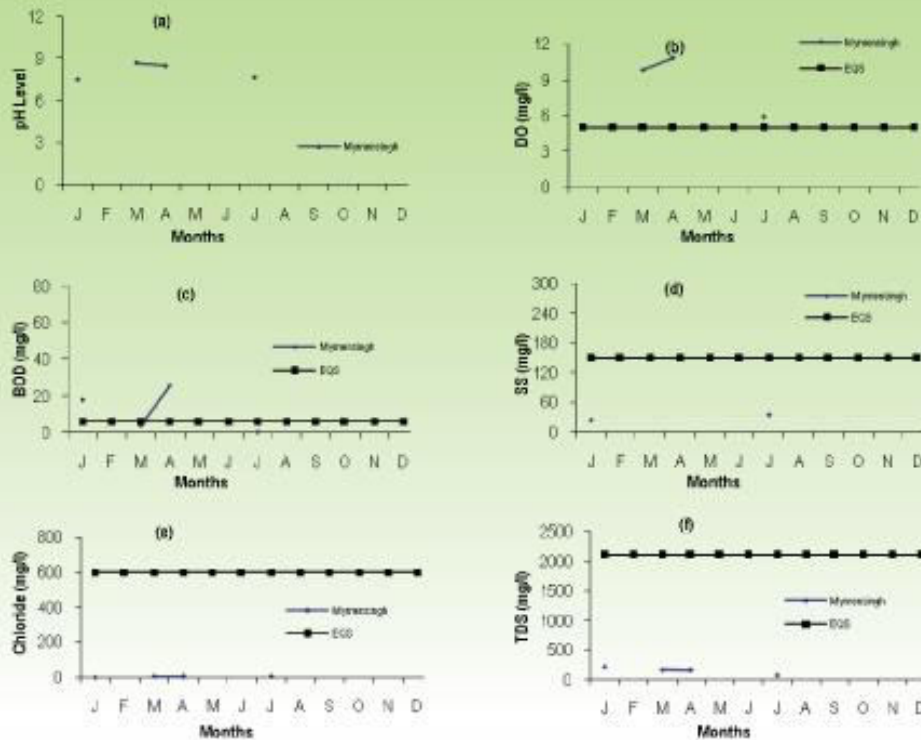 (a)
12
9
6
3
0
pH Level
Mymensingh
J F M A M J J A S O N D
Months
(b)
12
9
6
3
0
DO (mg/l)
Mymensingh
EQS
J F M A M J J A S O N D
Months
(c)
80
60
40
20
0
BOD (mg/l)
Mymensingh
EQS
J F M A M J J A S O N D
Months
(d)
300
240
180
120
60
0
SS (mg/l)
Mymensingh
EQS
J F M A M J J A S O N D
Months
(e)
800
600
400
200
0
Chloride (mg/l)
Mymensingh
EQS
J F M A M J J A S O N D
Months
(f)
2500
2000
1500
1000
500
0
TDS (mg/l)
Mymensingh
EQS
J F M A M J J A S O N D
Months